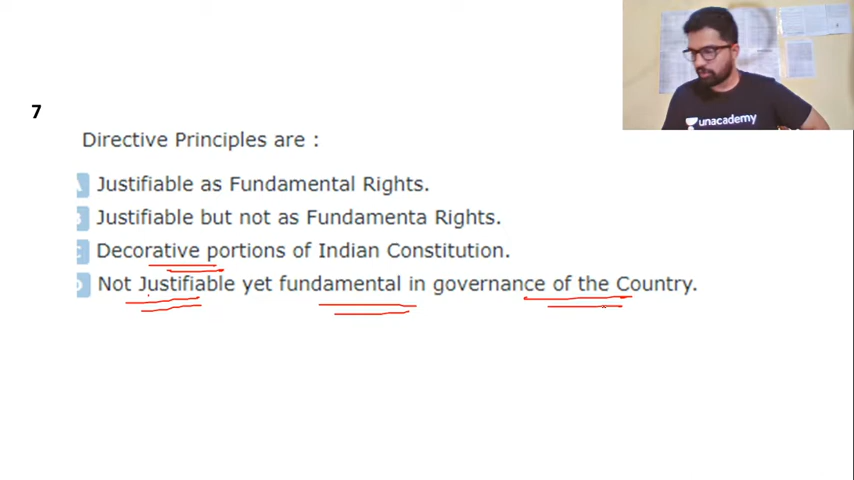 unacademy
7
Directive Principles are :
A Justifiable as Fundamental Rights.
B Justifiable but not as Fundamenta Rights.
C Decorative portions of Indian Constitution.
D Not Justifiable yet fundamental in governance of the Country.